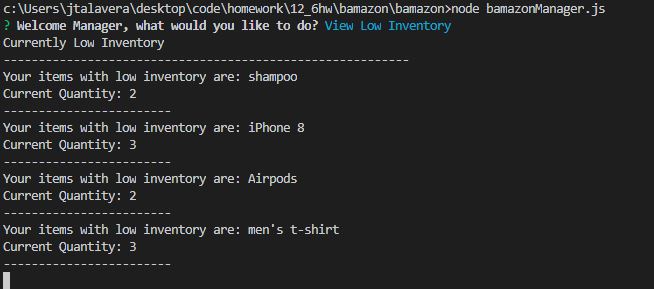 c:\Users\jtalavera\desktop\code\homework\12_6hw\bamazon\bamazon>node bamazonManager.js
? Welcome Manager, what would you like to do? View Low Inventory
Currently Low Inventory
----------------------------------------------------------
Your items with low inventory are: shampoo
Current Quantity: 2
------------------------
Your items with low inventory are: iPhone 8
Current Quantity: 3
------------------------
Your items with low inventory are: Airpods
Current Quantity: 2
------------------------
Your items with low inventory are: men's t-shirt
Current Quantity: 3
------------------------